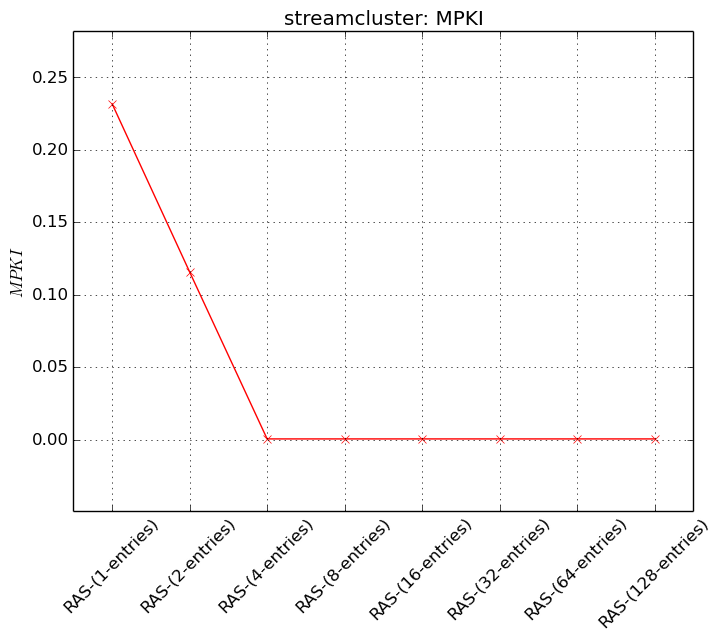 streamcluster: MPKI
MPKI
0.25
0.20
0.15
0.10
0.05
0.00
RAS-(1-entries)
RAS-(2-entries)
RAS-(4-entries)
RAS-(8-entries)
RAS-(16-entries)
RAS-(32-entries)
RAS-(64-entries)
RAS-(128-entries)